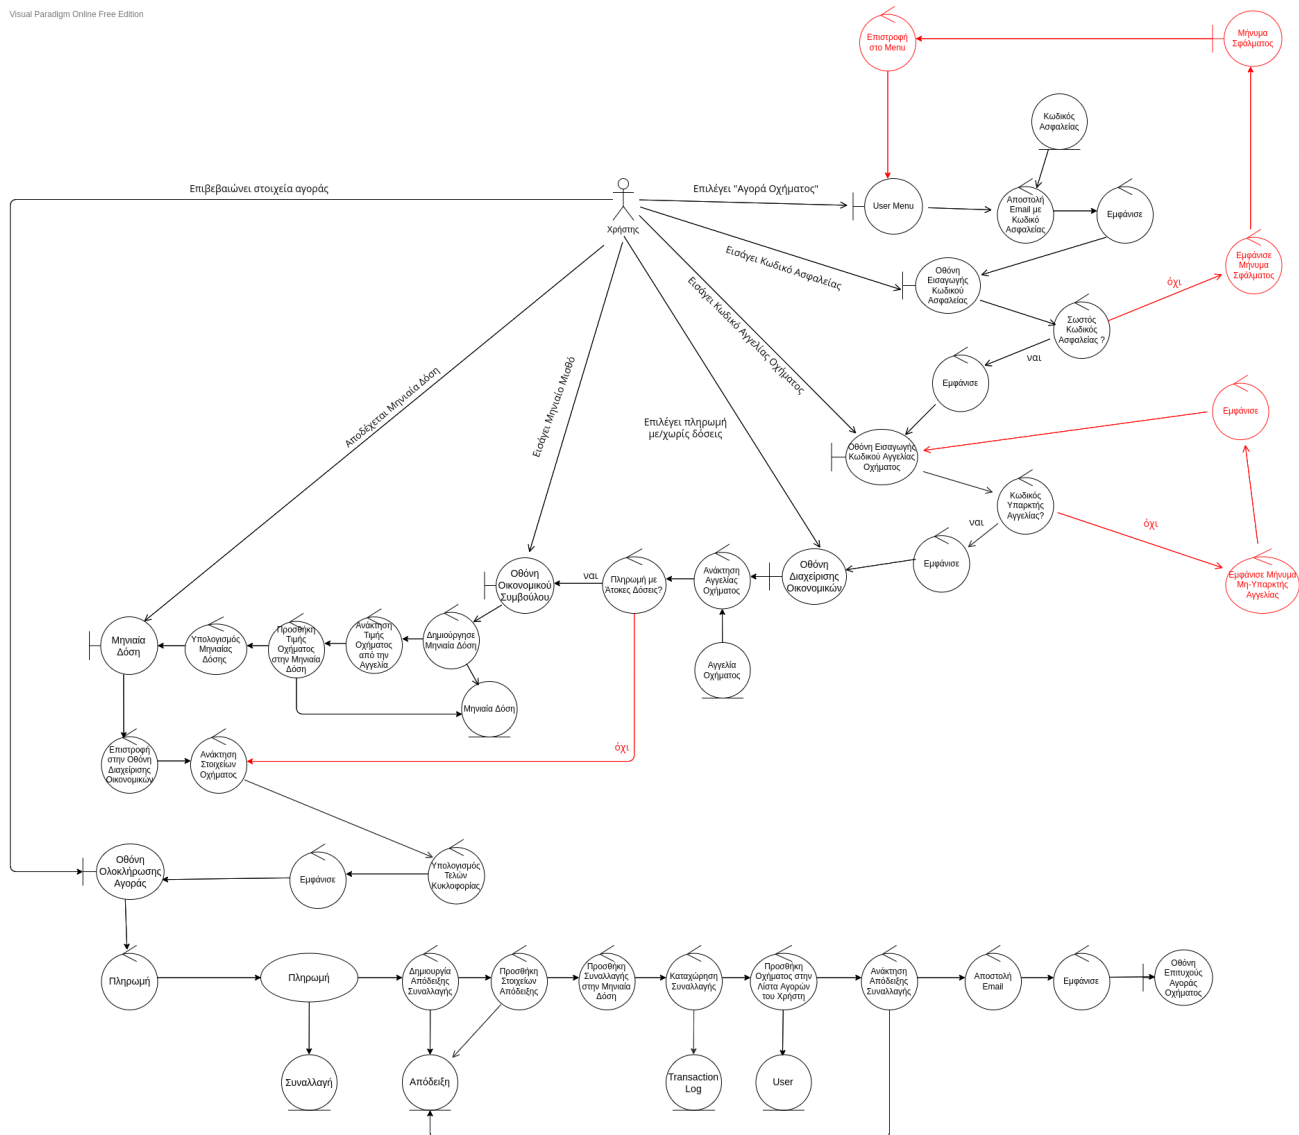 Visual Paradigm Online Free Edition
Επιστροφή
στο Menu
Μήνυμα
Σφάλματος
Κωδικός
Ασφαλείας
Επιβεβαιώνει στοιχεία αγοράς
Χρήστης
Επιλέγει "Αγορά Οχήματος"
User Menu
Αποστολή
Email με
Κωδικό
Ασφαλείας
Εμφάνισε
Εισάγει Κωδικό Ασφαλείας
Οθόνη
Εισαγωγής
Κωδικού
Ασφαλείας
Εμφάνισε
Μήνυμα
Σφάλματος
όχι
Σωστός
Κωδικός
Ασφαλείας ?
ναι
Εμφάνισε
Εισάγει Κωδικό Αγγελίας Οχήματος
Αποδέχεται Μηνιαία Δόση
Εισάγει Μηνιαίο Μισθό
Επιλέγει πληρωμή
με/χωρίς δόσεις
Οθόνη Εισαγωγής
Κωδικού Αγγελίας
Οχήματος
Εμφάνισε
Κωδικός
Υπαρκτής
Αγγελίας?
όχι
ναι
Εμφάνισε
Εμφάνισε Μήνυμα
Μη-Υπαρκτής
Αγγελίας
Οθόνη
Διαχείρισης
Οικονομικών
Ανάκτηση
Αγγελίας
Οχήματος
Αγγελία
Οχήματος
Πληρωμή με
Άτοκες Δόσεις?
ναι
όχι
Οθόνη
Οικονομικού
Συμβούλου
Δημιούργησε
Μηνιαία Δόση
Μηνιαία Δόση
Ανάκτηση
Τιμής
Οχήματος
από την
Αγγελία
Προσθήκη
Τιμής
Οχήματος
στην Μηνιαία
Δόση
Υπολογισμός
Μηνιαίας
Δόσης
Μηνιαία
Δόση
Επιστροφή
στην Οθόνη
Διαχείρισης
Οικονομικών
Ανάκτηση
Στοιχείων
Οχήματος
Υπολογισμός
Τελών
Κυκλοφορίας
Εμφάνισε
Οθόνη
Ολοκλήρωσης
Αγοράς
Πληρωμή
Πληρωμή
Δημιουργία
Απόδειξης
Συναλλαγής
Προσθήκη
Στοιχείων
Απόδειξης
Προσθήκη
Συναλλαγής
στην Μηνιαία
Δόση
Καταχώρηση
Συναλλαγής
Προσθήκη
Οχήματος στην
Λίστα Αγορών
του Χρήστη
Ανάκτηση
Απόδειξης
Συναλλαγής
Αποστολή
Email
Εμφάνισε
Οθόνη
Επιτυχούς
Αγοράς
Οχήματος
Συναλλαγή
Απόδειξη
Transaction
Log
User